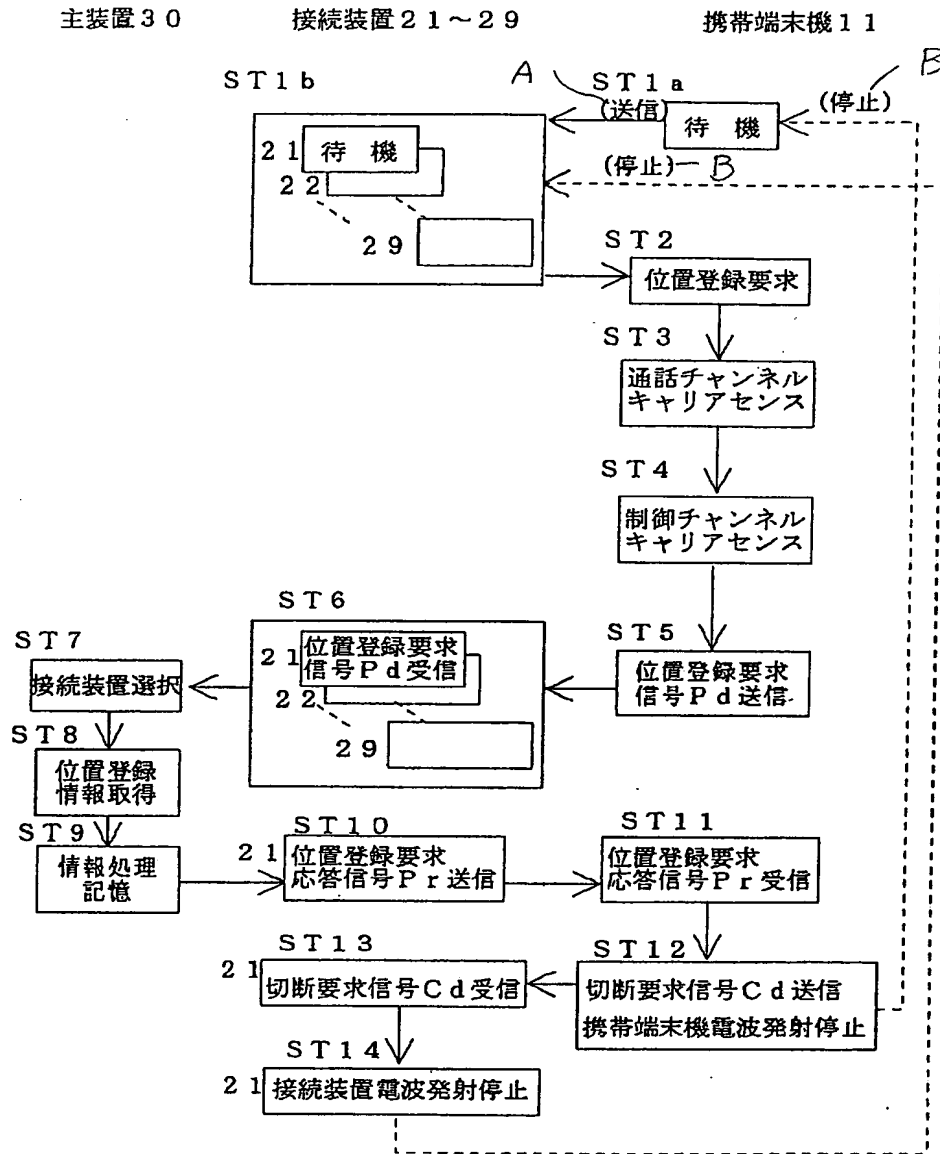 主装置３０　接続装置２１～２９　携帯端末機１１
ＳＴ１ｂ
A
ＳＴ１ａ
B
(送信)
(停止)
待　機
２１
待　機
２２
２９
(停止)
B
ＳＴ２
位置登録要求
ＳＴ３
通話チャンネル
キャリアセンス
ＳＴ４
制御チャンネル
キャリアセンス
ＳＴ５
位置登録要求
信号Ｐｄ送信
ＳＴ６
２１
位置登録要求
信号Ｐｄ受信
２２
２９
ＳＴ７
接続装置選択
ＳＴ８
位置登録
情報取得
ＳＴ９
情報処理
記憶
ＳＴ１０
２１
位置登録要求
応答信号Ｐｒ送信
ＳＴ１１
位置登録要求
応答信号Ｐｒ受信
ＳＴ１２
切断要求信号Ｃｄ送信
携帯端末機電波発射停止
ＳＴ１３
２１
切断要求信号Ｃｄ受信
ＳＴ１４
２１
接続装置電波発射停止